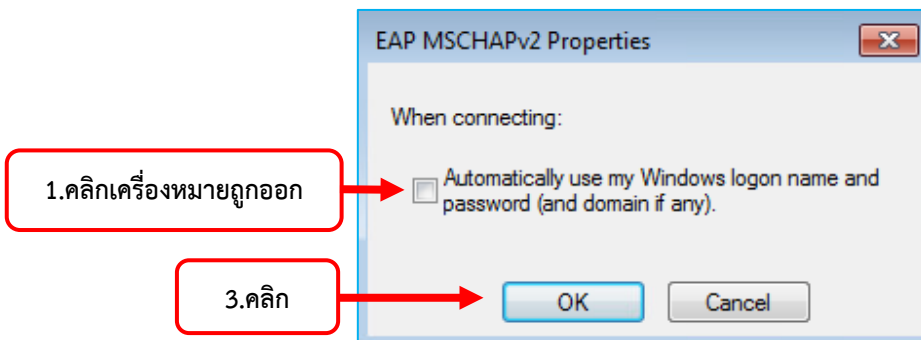 EAP MSCHAPv2 Properties
When connecting:
1.คลิกเครื่องหมายถูกออก
Automatically use my Windows logon name and
password (and domain if any).
3.คลิก
OK
Cancel